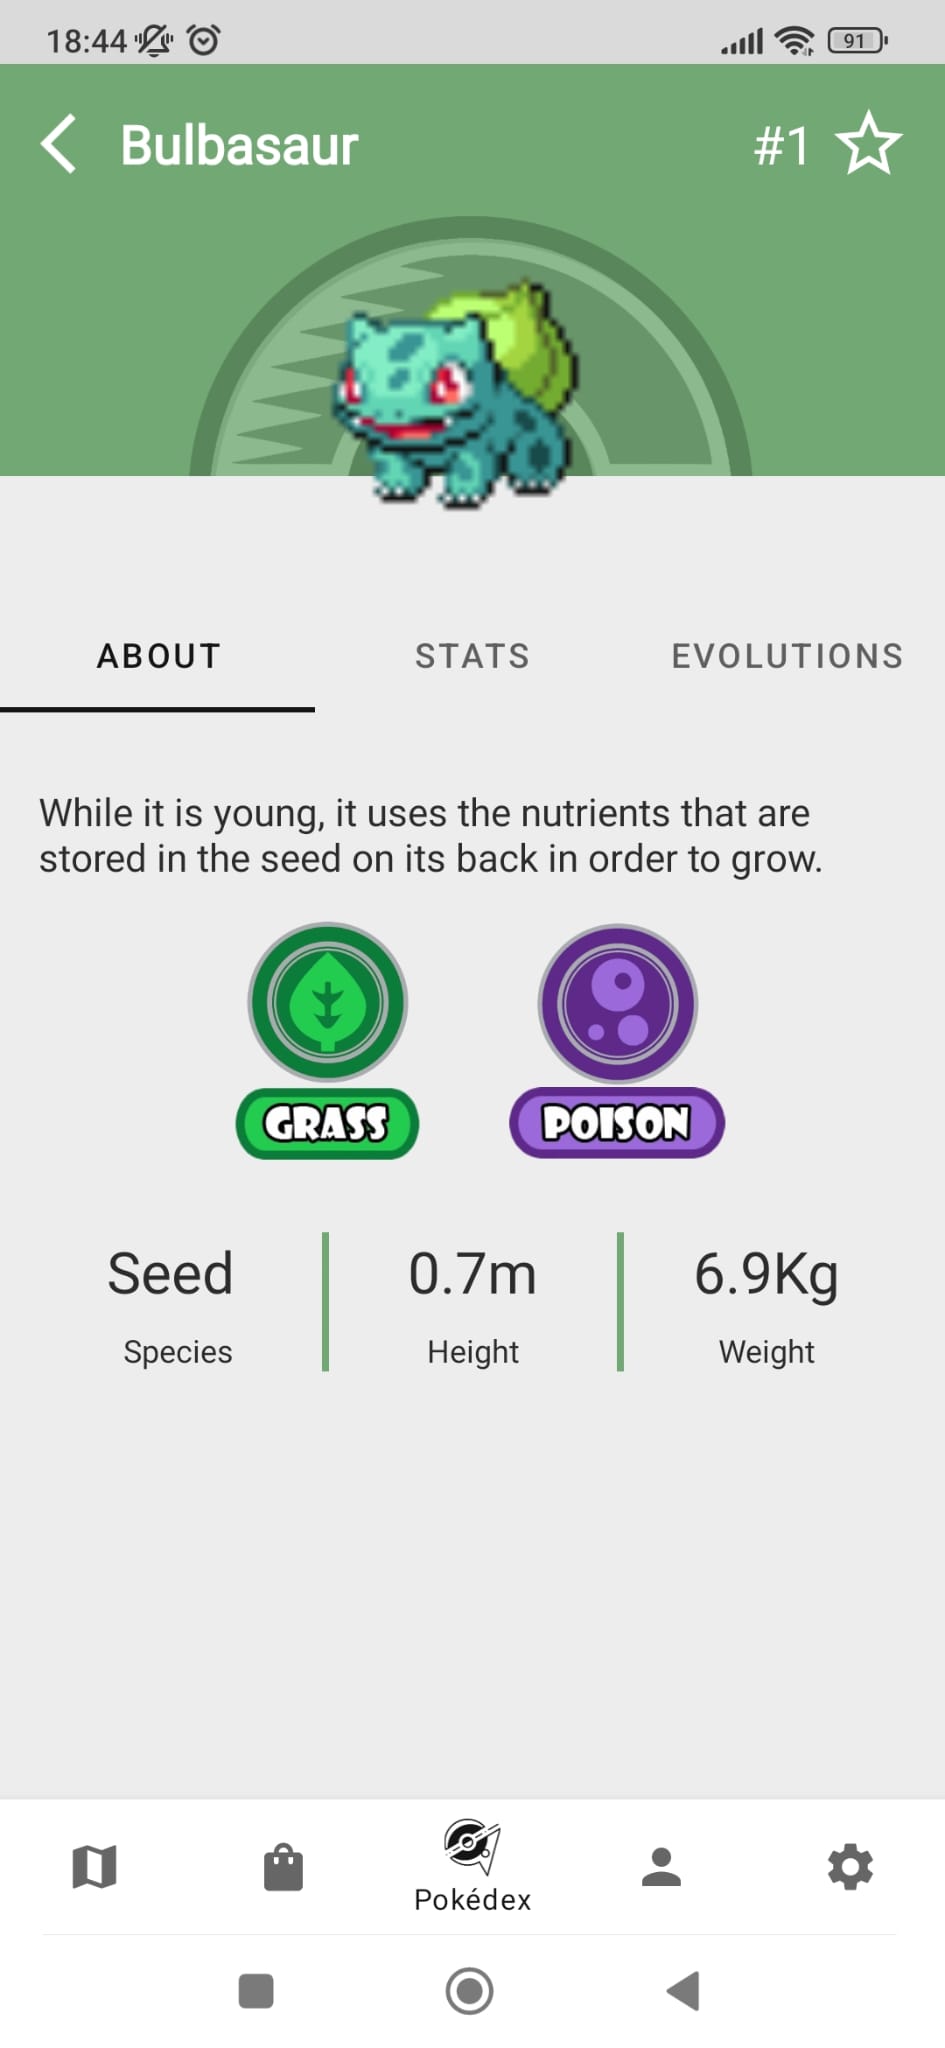 18:44
91
Bulbasaur
#1
ABOUT
STATS
EVOLUTIONS
While it is young, it uses the nutrients that are
stored in the seed on its back in order to grow.
GRASS
POISON
Seed
0.7m
6.9Kg
Species
Height
Weight
Pokédex